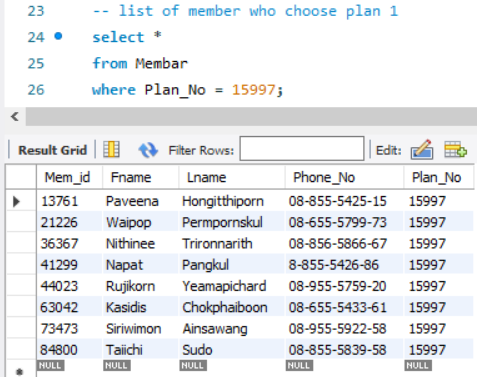 23 -- list of member who choose plan 1
24 select *
25 from Membar
26 where Plan_No = 15997;
Result Grid Filter Rows: Edit:
Mem_id Fname Lname Phone_No Plan_No
13761 Paveena Hongitthiporn 08-855-5425-15 15997
21226 Waipop Permpornskul 08-655-5799-73 15997
36367 Nithinee Trironnarith 08-856-5866-67 15997
41299 Napat Pangkul 8-855-5426-86 15997
44023 Rujikorn Yeamapichard 08-955-5759-20 15997
63042 Kasidis Chokphaiboon 08-655-5433-61 15997
73473 Siriwimon Ainsawang 08-955-5922-58 15997
84800 Taiichi Sudo 08-855-5839-58 15997
NULL NULL NULL NULL NULL